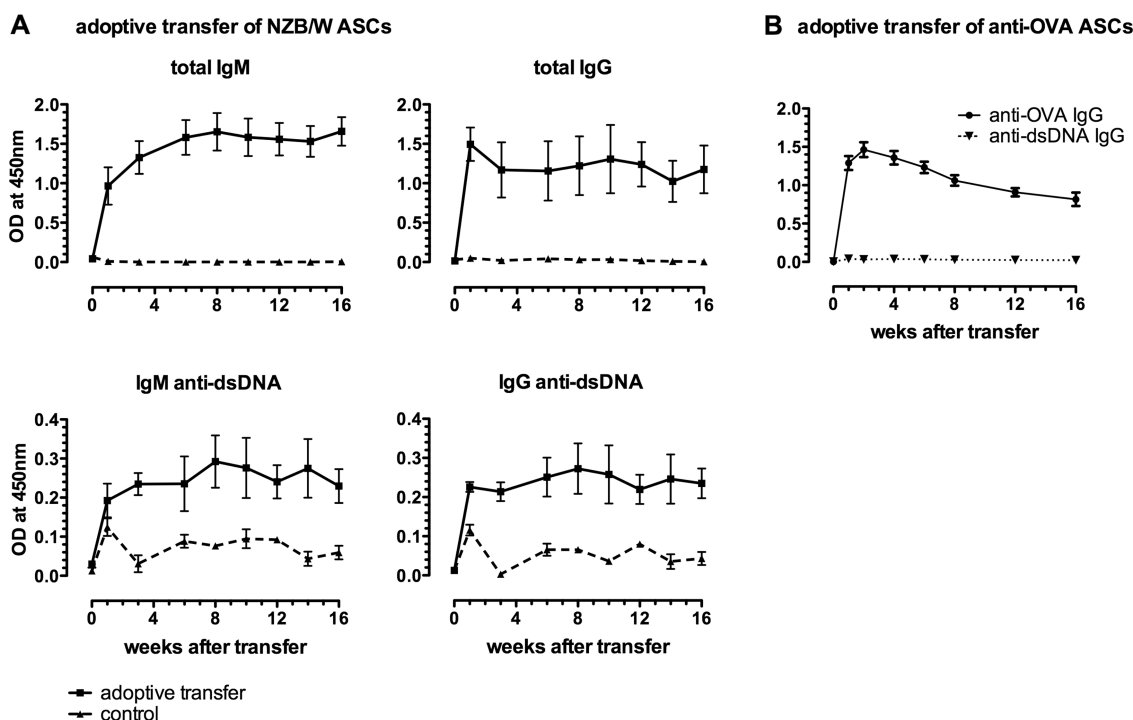 A adoptive transfer of NZB/W ASCs
total IgM
OD at 450nm
2.0
1.5
1.0
0.5
0.0
0 4 8 12 16
total IgG
2.0
1.5
1.0
0.5
0.0
0 4 8 12 16
IgM anti-dsDNA
OD at 450nm
0.4
0.3
0.2
0.1
0.0
0 4 8 12 16
weeks after transfer
IgG anti-dsDNA
0.4
0.3
0.2
0.1
0.0
0 4 8 12 16
weeks after transfer
adoptive transfer
control
B adoptive transfer of anti-OVA ASCs
anti-OVA IgG
anti-dsDNA IgG
2.0
1.5
1.0
0.5
0.0
0 4 8 12 16
weks after transfer